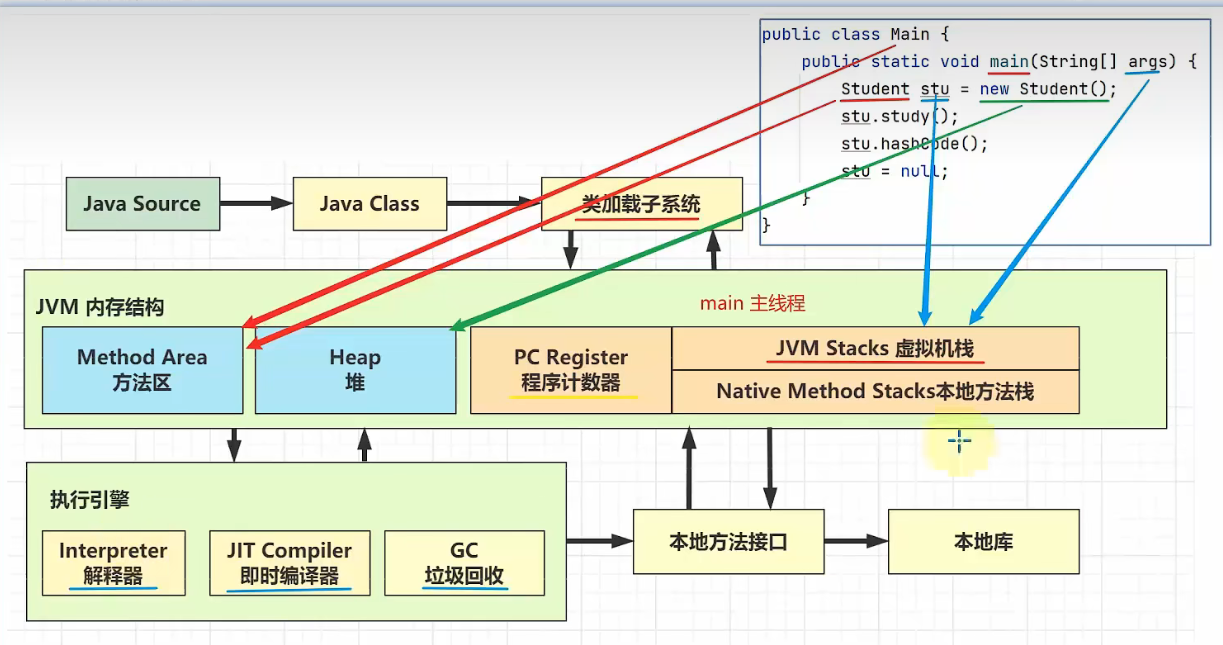 public class Main {
public static void main(String[] args) {
Student stu = new Student();
stu.study();
stu.hashCode();
stu = null;
}
}
Java Source
Java Class
类加载子系统
JVM 内存结构
main 主线程
Method Area
方法区
Heap
堆
PC Register
程序计数器
JVM Stacks 虚拟机栈
Native Method Stacks本地方法栈
执行引擎
Interpreter
解释器
JIT Compiler
即时编译器
GC
垃圾回收
本地方法接口
本地库